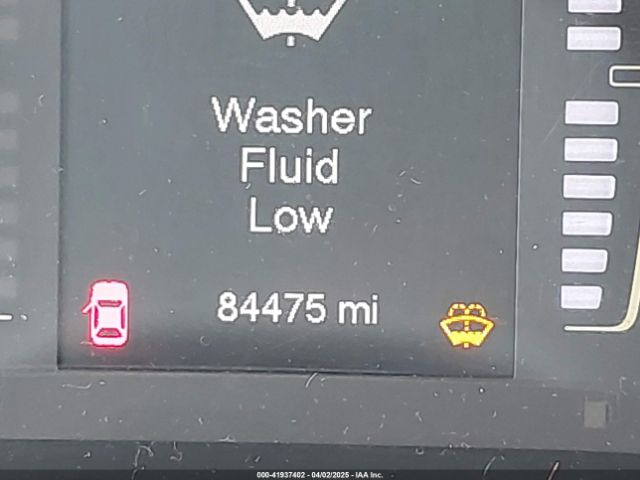 Washer
Fluid
Low
84475 mi
000-41937402 - 04/02/2025 - IAA Inc.